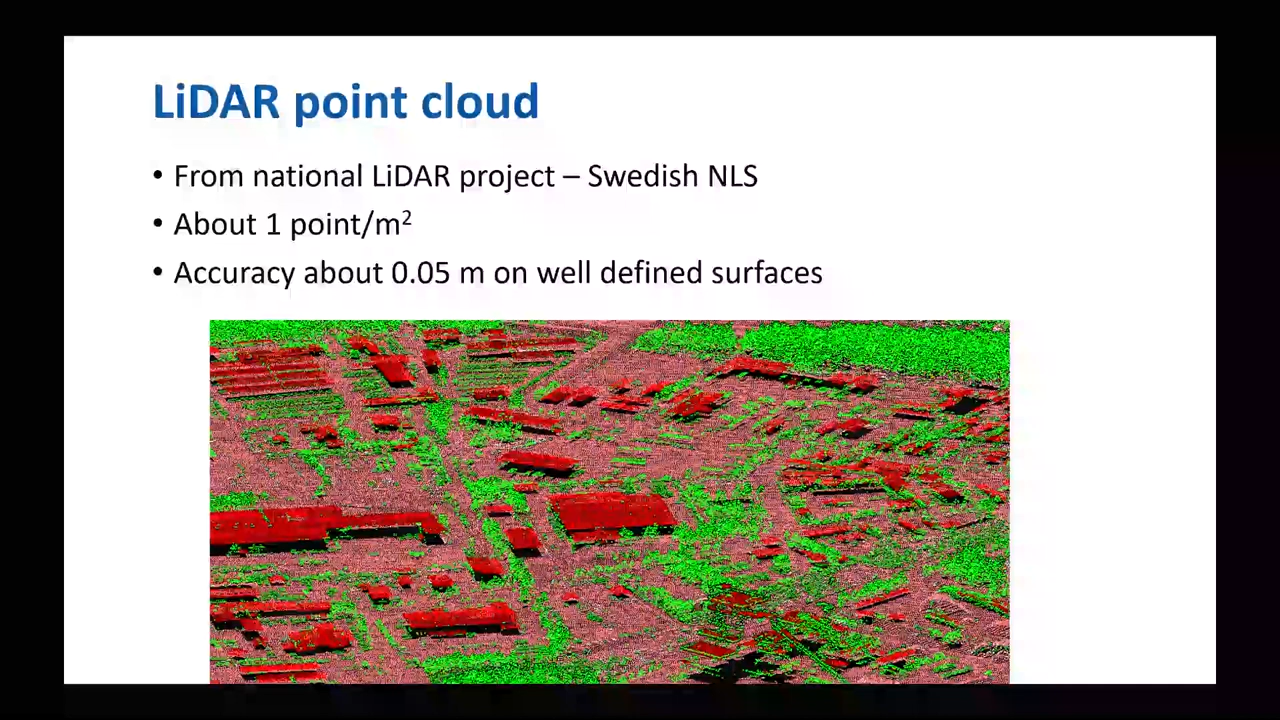 LiDAR point cloud
• From national LiDAR project – Swedish NLS
• About 1 point/m²
• Accuracy about 0.05 m on well defined surfaces